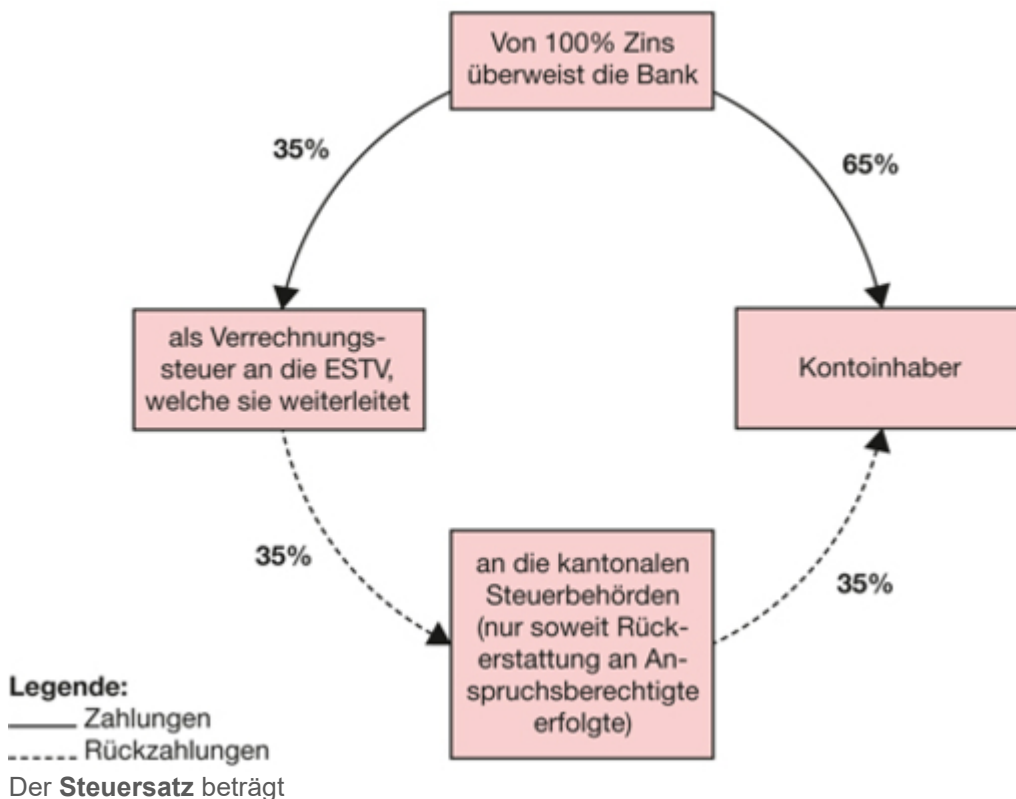 Von 100% Zins
überweist die Bank
35%
65%
als Verrechnungs-
steuer an die ESTV,
welche sie weiterleitet
Kontoinhaber
35%
an die kantonalen
Steuerbehörden
(nur soweit Rück-
erstattung an An-
spruchsberechtigte
erfolgte)
35%
Legende:
Zahlungen
Rückzahlungen
Der Steuersatz beträgt